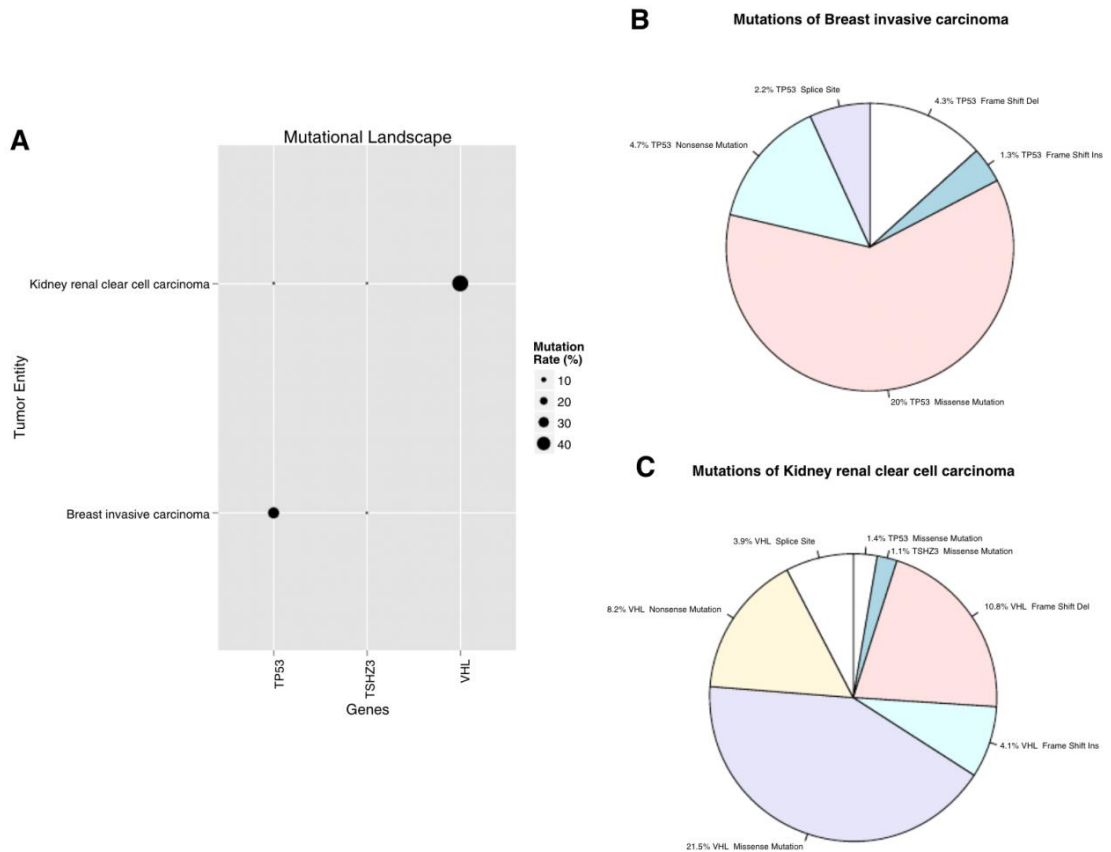 A
Mutational Landscape
Tumor Entity
Kidney renal clear cell carcinoma
Breast invasive carcinoma
TP53
TSHZ3
VHL
Genes
Mutation
Rate (%)
10
20
30
40
B
Mutations of Breast invasive carcinoma
2.2% TP53 Splice Site
4.3% TP53 Frame Shift Del
4.7% TP53 Nonsense Mutation
1.3% TP53 Frame Shift Ins
20% TP53 Missense Mutation
C
Mutations of Kidney renal clear cell carcinoma
3.9% VHL Splice Site
1.4% TP53 Missense Mutation
1.1% TSHZ3 Missense Mutation
8.2% VHL Nonsense Mutation
10.8% VHL Frame Shift Del
4.1% VHL Frame Shift Ins
21.5% VHL Missense Mutation